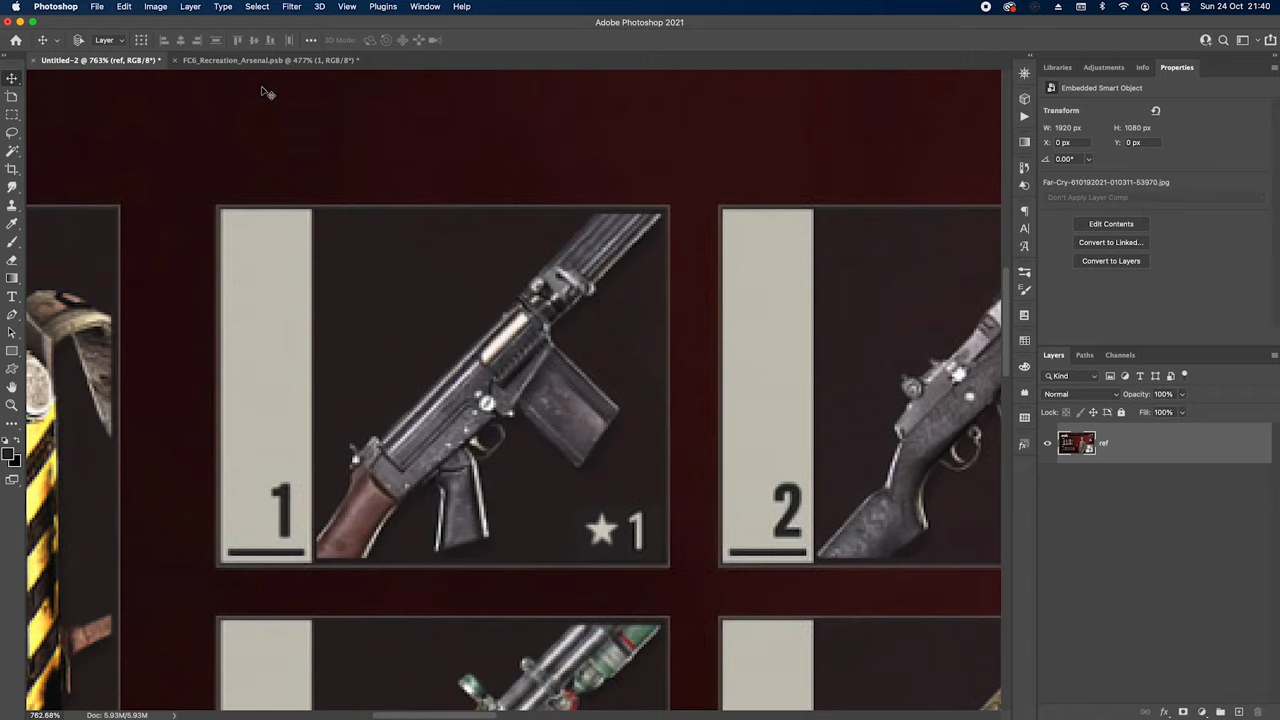 Photoshop File Edit Image Layer Type Select Filter 3D View Plugins Window Help Sun 24 Oct 21:40
Adobe Photoshop 2021
Layer 3D Mode:
Untitled-2 @ 763% (ref, RGB/8*) * FC6_Recreation_Arsenal.psb @ 477% (1, RGB/8*) *
Libraries Adjustments Info Properties
Embedded Smart Object
Transform
W: 1920 px H: 1080 px
X: 0 px Y: 0 px
0.00°
Far-Cry-610192021-010311-53970.jpg
Don't Apply Layer Comp
Edit Contents
Convert to Linked...
Convert to Layers
1
1
2
Layers Paths Channels
Kind
Normal Opacity: 100%
Lock: Fill: 100%
ref
762.68% Doc: 5.93M/5.93M